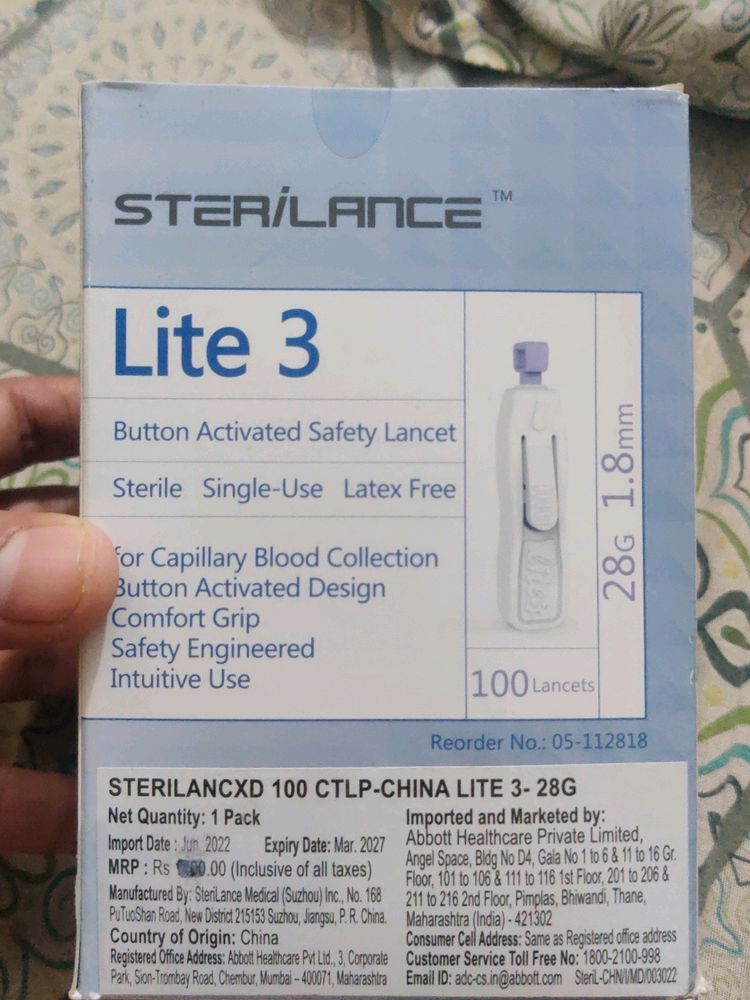 STERiLANCE™
Lite 3
Button Activated Safety Lancet
Sterile Single-Use Latex Free
for Capillary Blood Collection
Button Activated Design
Comfort Grip
Safety Engineered
Intuitive Use
28G 1.8mm
100 Lancets
Reorder No.: 05-112818
STERILANCXD 100 CTLP-CHINA LITE 3- 28G
Net Quantity: 1 Pack
Import Date : Jun. 2022 Expiry Date: Mar. 2027
MRP : Rs .00 (Inclusive of all taxes)
Manufactured By: SteriLance Medical (Suzhou) Inc., No. 168
PuTuoShan Road, New District 215153 Suzhou, Jiangsu, P. R. China.
Country of Origin: China
Registered Office Address: Abbott Healthcare Pvt Ltd., 3, Corporate
Park, Sion-Trombay Road, Chembur, Mumbai – 400071, Maharashtra
Imported and Marketed by:
Abbott Healthcare Private Limited,
Angel Space, Bldg No D4, Gala No 1 to 6 & 11 to 16 Gr.
Floor, 101 to 106 & 111 to 116 1st Floor, 201 to 206 &
211 to 216 2nd Floor, Pimplas, Bhiwandi, Thane,
Maharashtra (India) - 421302
Consumer Cell Address: Same as Registered office address
Customer Service Toll Free No: 1800-2100-998
Email ID: adc-cs.in@abbott.com SteriL-CHN/I/MD/003022